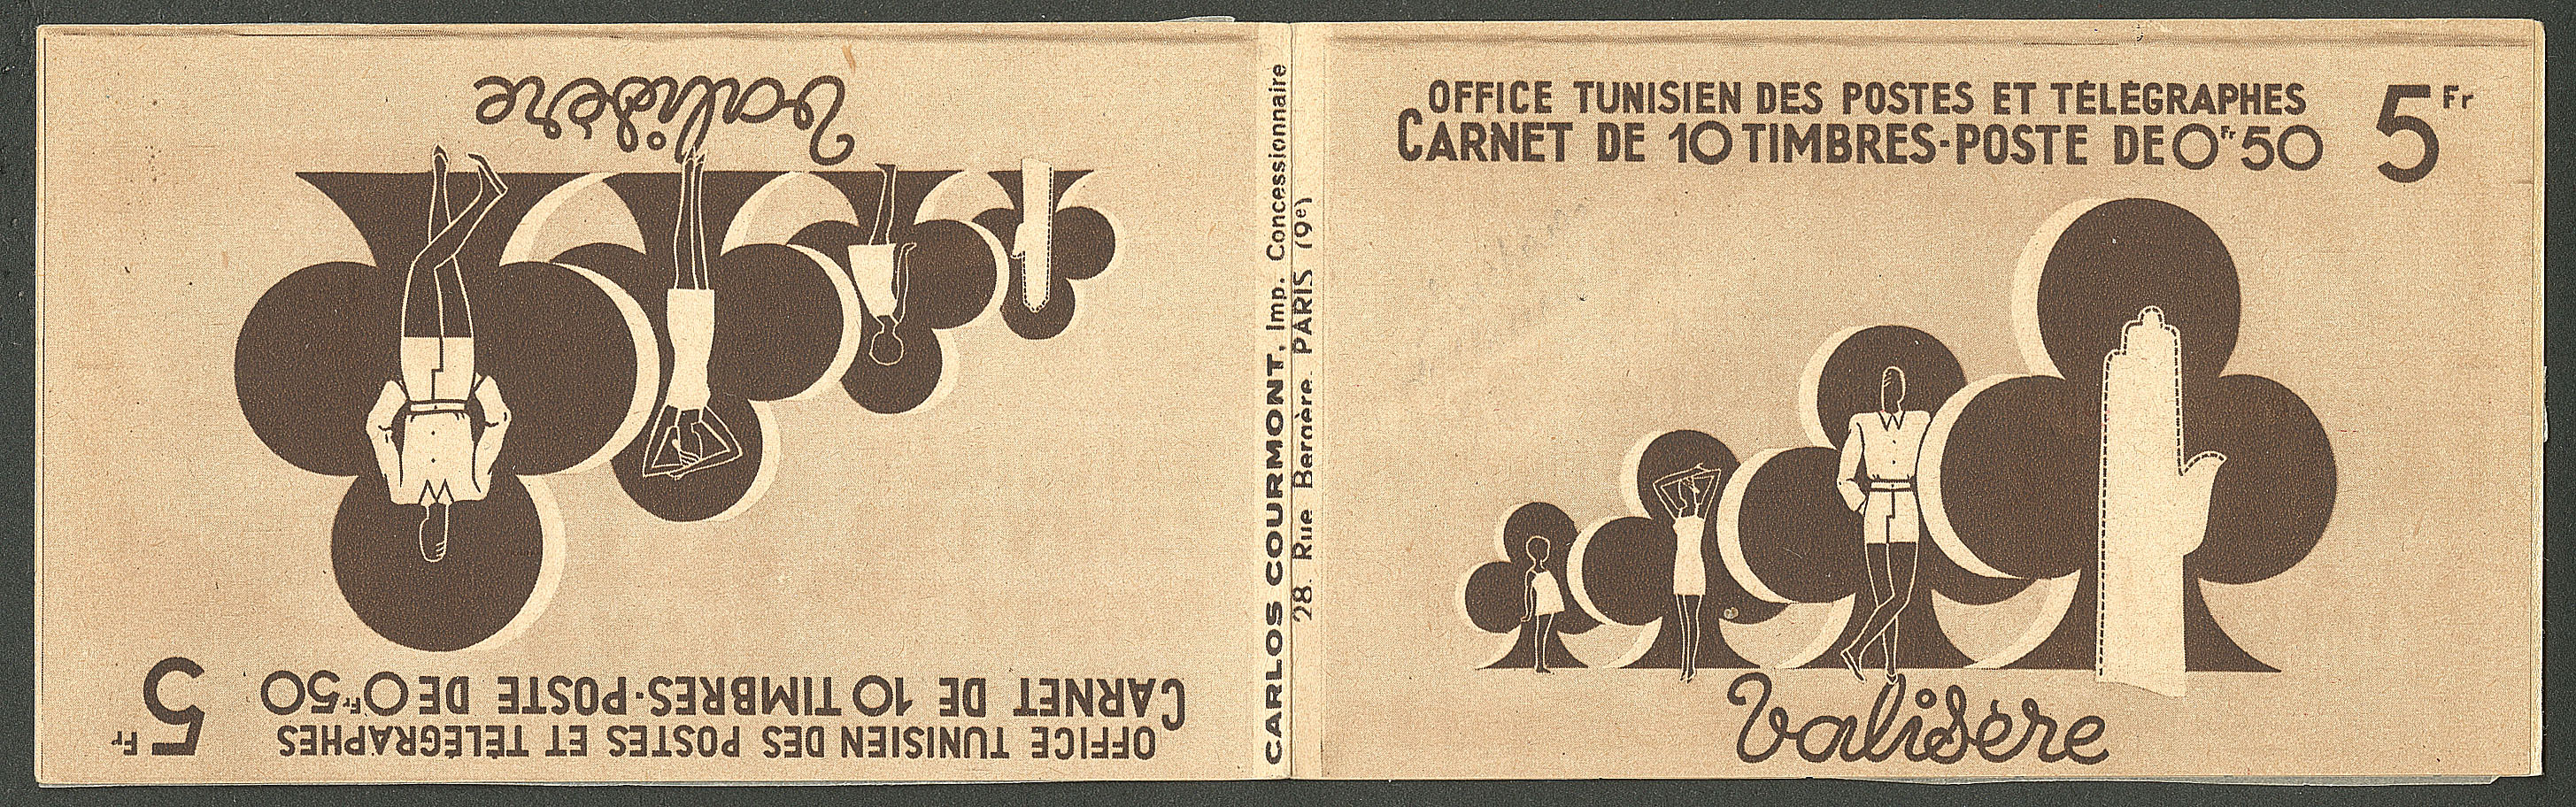 valisère
CARNET DE 10 TIMBRES-POSTE DE 0Fr50
OFFICE TUNISIEN DES POSTES ET TÉLÉGRAPHES
5 Fr
CARLOS COURMONT, Imp. Concessionnaire
28. Rue Bergère. PARIS (9e)
OFFICE TUNISIEN DES POSTES ET TÉLÉGRAPHES
CARNET DE 10 TIMBRES-POSTE DE 0Fr50
5 Fr
valisère